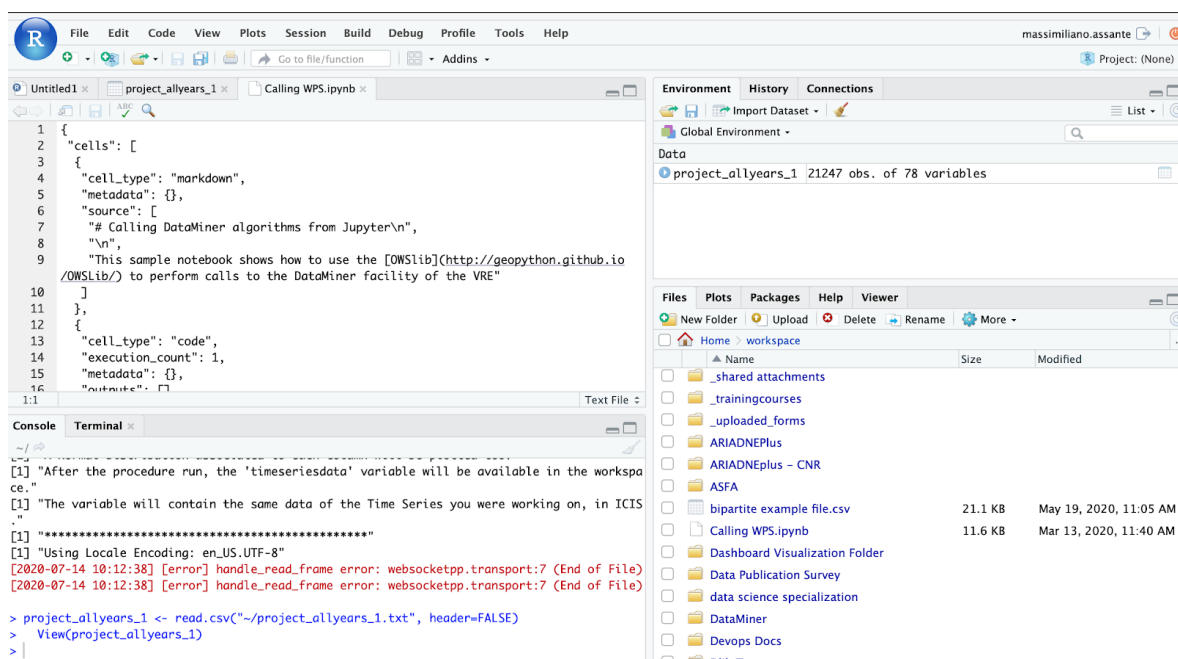 R File Edit Code View Plots Session Build Debug Profile Tools Help massimiliano.assante
Go to file/function Addins Project: (None)
Untitled1 project_allyears_1 Calling WPS.ipynb
ABC
1 {
2 "cells": [
3 {
4 "cell_type": "markdown",
5 "metadata": {},
6 "source": [
7 "# Calling DataMiner algorithms from Jupyter\n",
8 "\n",
9 "This sample notebook shows how to use the [OWSlib](http://geopython.github.io
/OWSLib/) to perform calls to the DataMiner facility of the VRE"
10 ]
11 },
12 {
13 "cell_type": "code",
14 "execution_count": 1,
15 "metadata": {},
16 "outputs": []
1:1 Text File
Console Terminal
~/
[1] "After the procedure run, the 'timeseriesdata' variable will be available in the workspa
ce."
[1] "The variable will contain the same data of the Time Series you were working on, in ICIS
."
[1] "**********************************************"
[1] "Using Locale Encoding: en_US.UTF-8"
[2020-07-14 10:12:38] [error] handle_read_frame error: websocketpp.transport:7 (End of File)
[2020-07-14 10:12:38] [error] handle_read_frame error: websocketpp.transport:7 (End of File)
> project_allyears_1 <- read.csv("~/project_allyears_1.txt", header=FALSE)
> View(project_allyears_1)
>
Environment History Connections
Import Dataset List
Global Environment
Data
project_allyears_1 21247 obs. of 78 variables
Files Plots Packages Help Viewer
New Folder Upload Delete Rename More
Home > workspace
Name Size Modified
_shared attachments
_trainingcourses
_uploaded_forms
ARIADNEPlus
ARIADNEplus - CNR
ASFA
bipartite example file.csv 21.1 KB May 19, 2020, 11:05 AM
Calling WPS.ipynb 11.6 KB Mar 13, 2020, 11:40 AM
Dashboard Visualization Folder
Data Publication Survey
data science specialization
DataMiner
Devops Docs